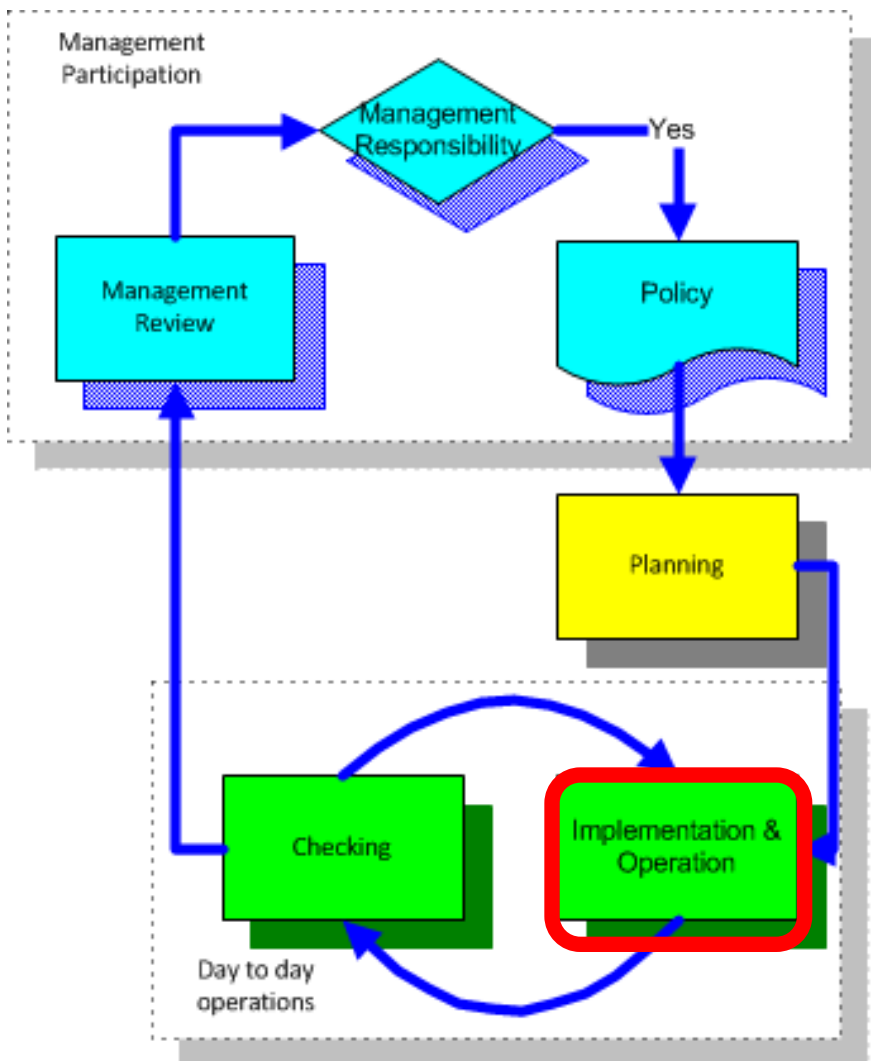 Management
Participation
Management
Responsibility
Yes
Management
Review
Policy
Planning
Checking
Implementation &
Operation
Day to day
operations